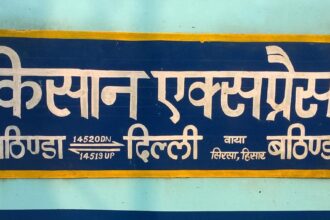 किसान एक्सप्रैस
बठिण्डा 14520DN 14519UP दिल्ली वाया सिरसा, हिसार बठिण्डा